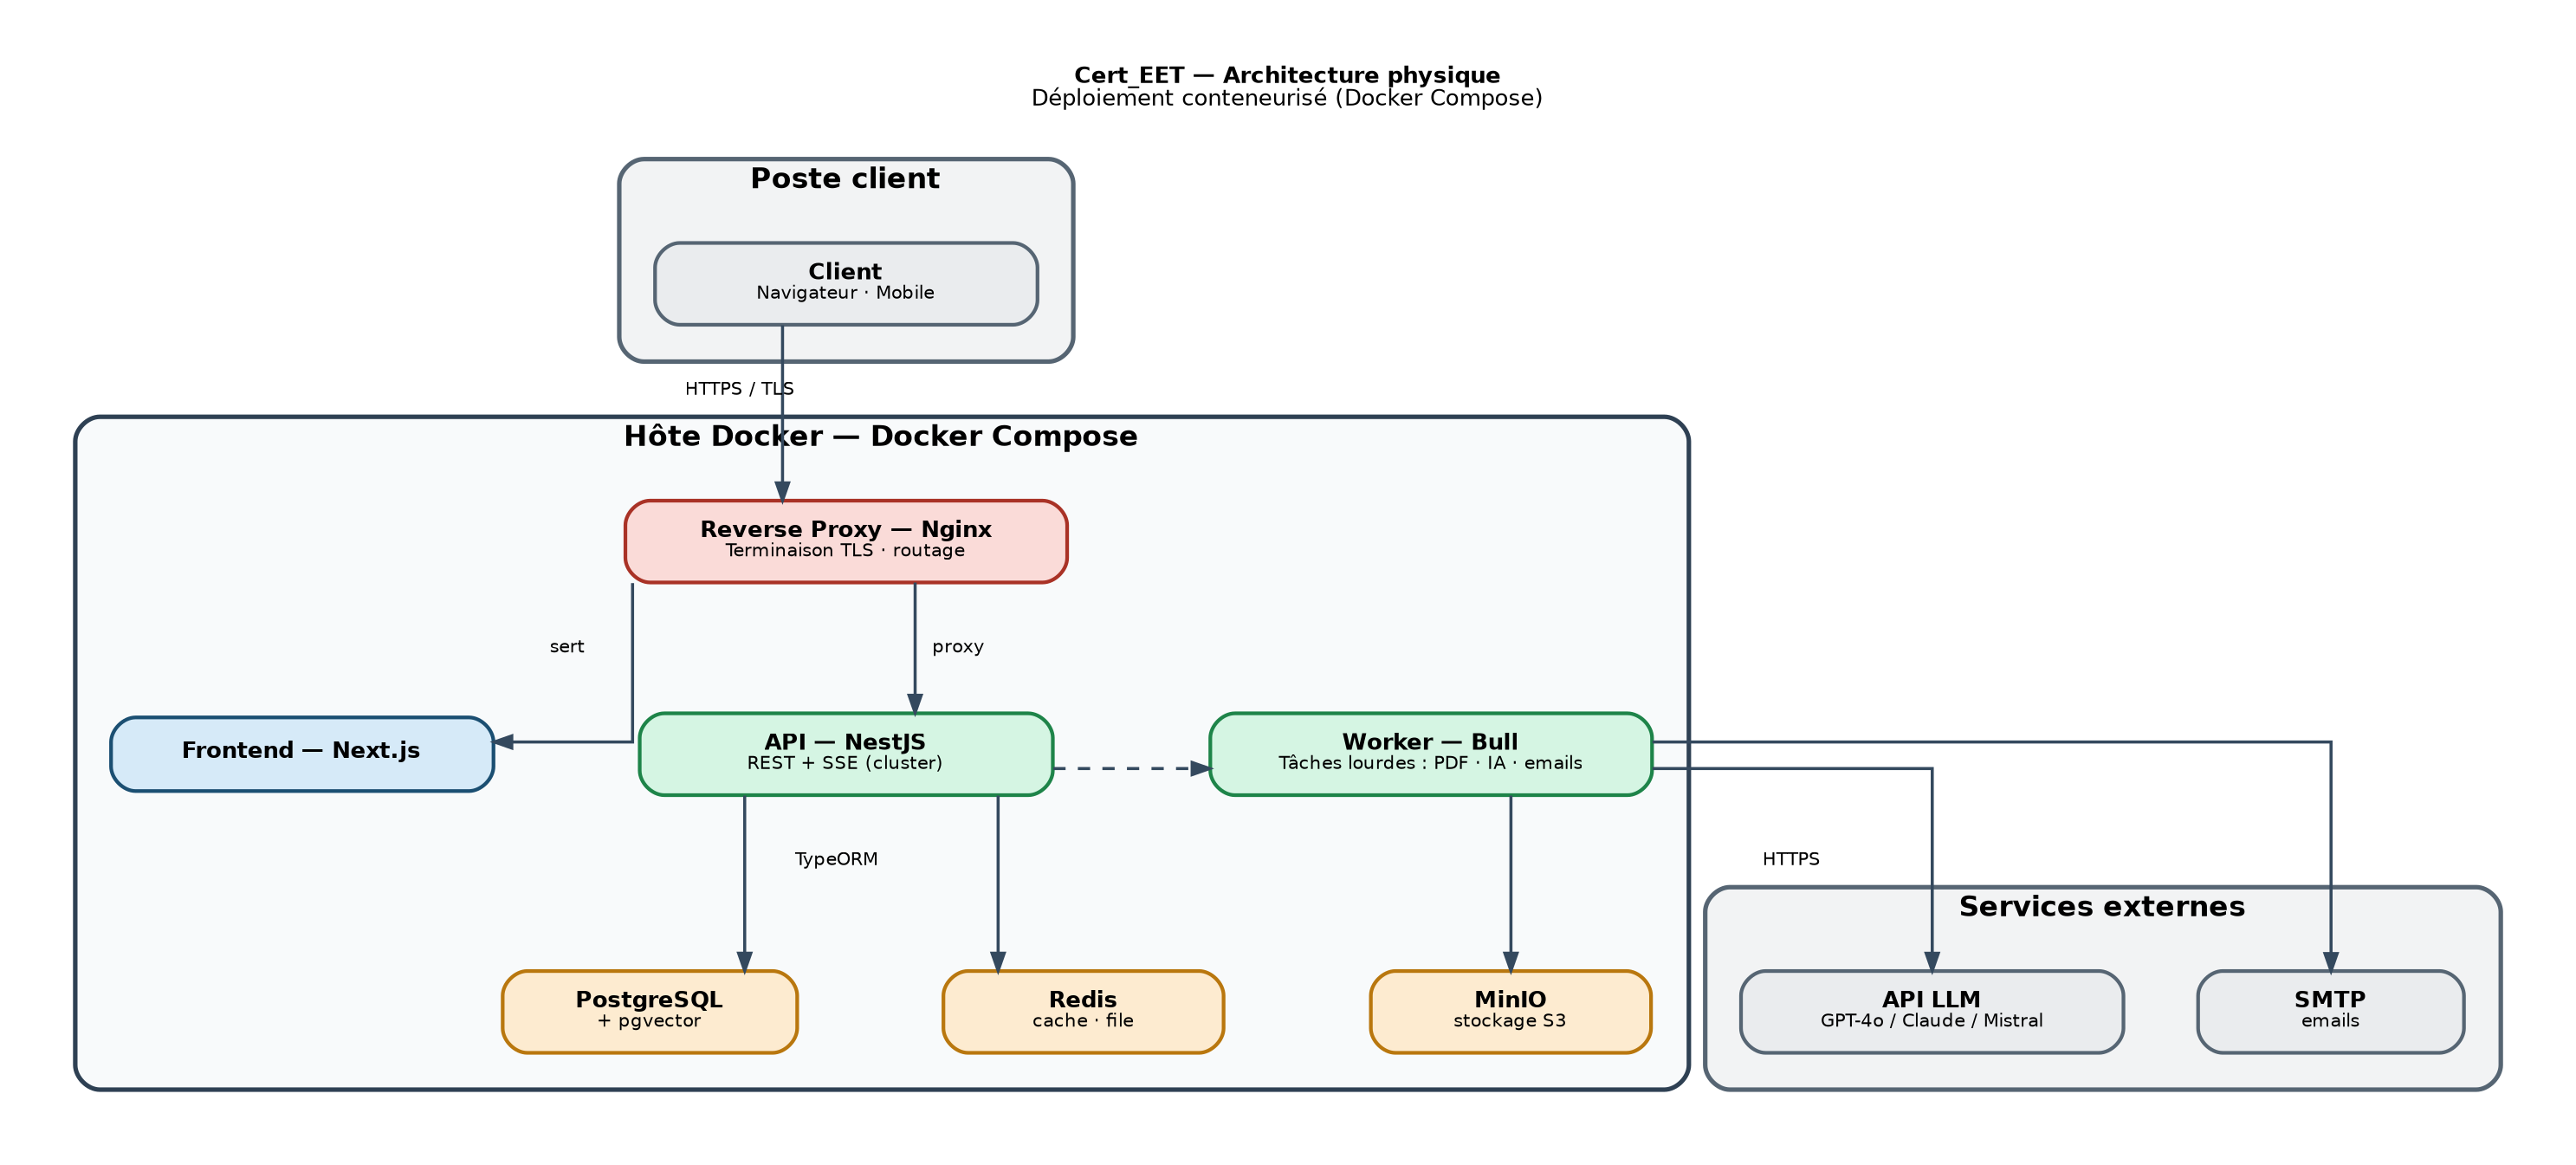 Cert_EET — Architecture physique
Déploiement conteneurisé (Docker Compose)
Poste client
Client
Navigateur · Mobile
HTTPS / TLS
Hôte Docker — Docker Compose
Reverse Proxy — Nginx
Terminaison TLS · routage
sert
proxy
Frontend — Next.js
API — NestJS
REST + SSE (cluster)
Worker — Bull
Tâches lourdes : PDF · IA · emails
TypeORM
HTTPS
Services externes
PostgreSQL
+ pgvector
Redis
cache · file
MinIO
stockage S3
API LLM
GPT-4o / Claude / Mistral
SMTP
emails